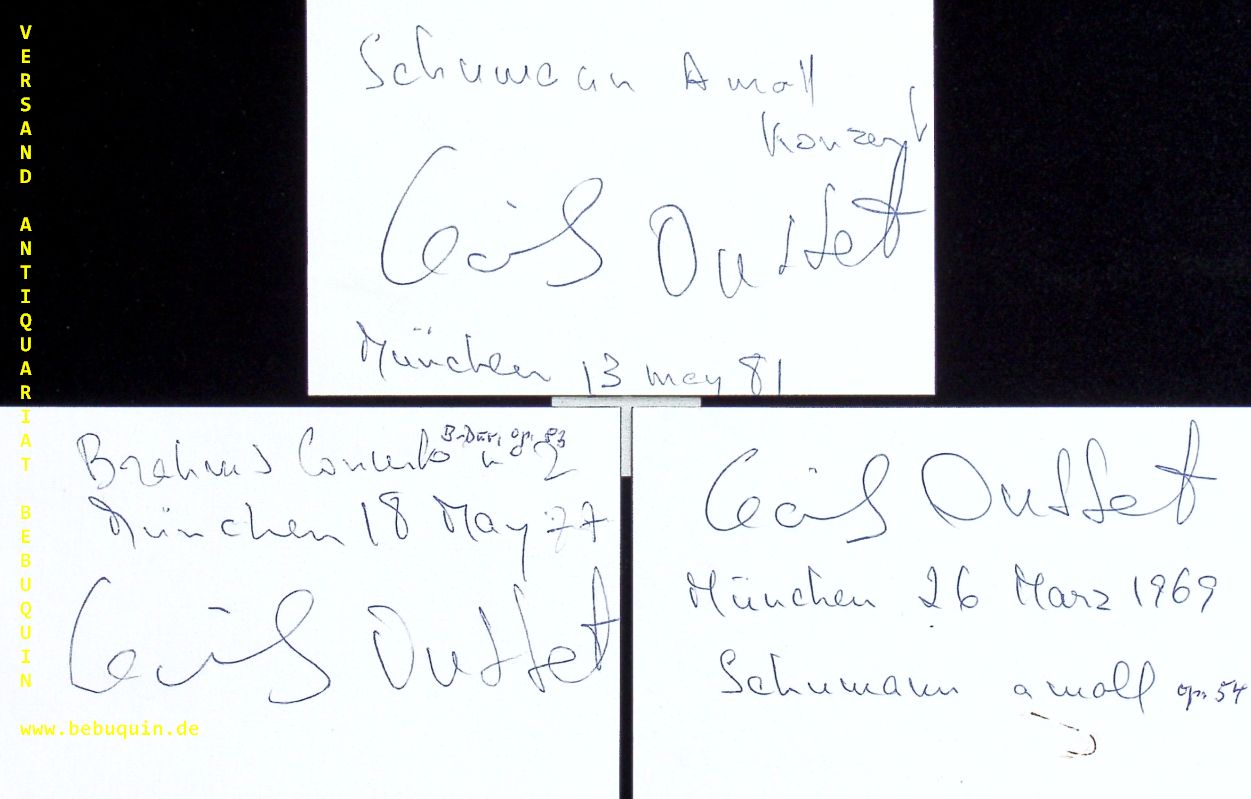 VERSAND ANTIQUARIAT BEBUQUIN
www.bebuquin.de
Schumann A moll
Konzert
Cécile Ousset
München 13 may 81
Brahms Concerto B-Dur, op. 83 n° 2
München 18 May 77
Cécile Ousset
Cécile Ousset
München 26 Marz 1969
Schumann a moll op. 54